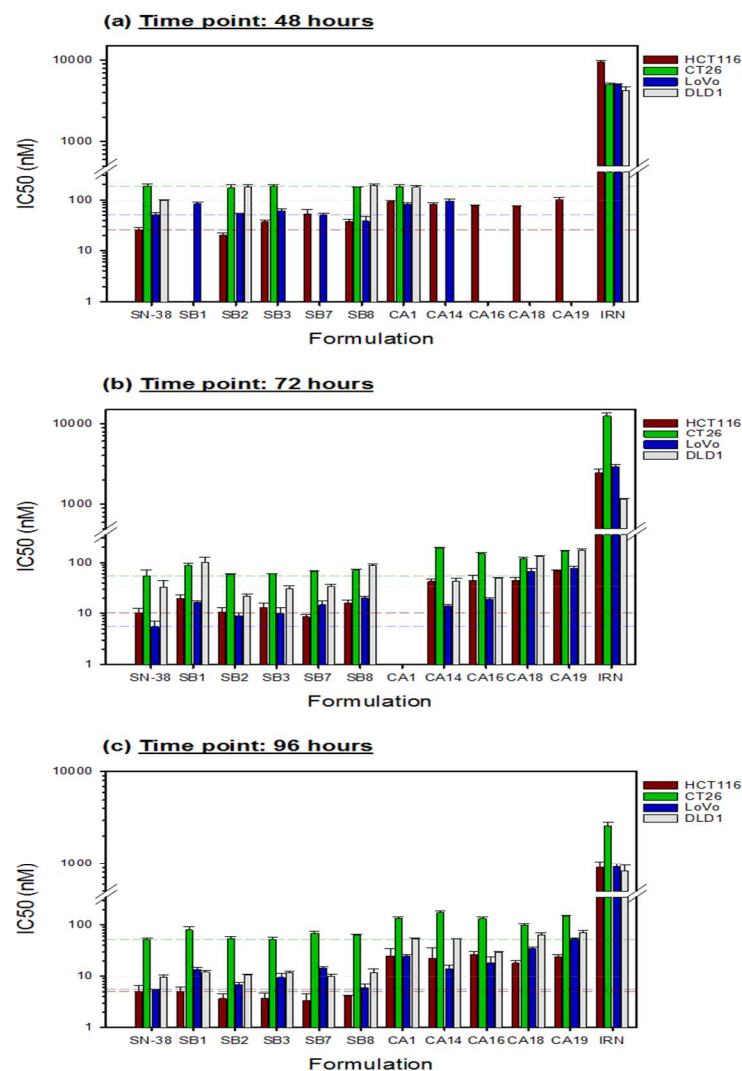 (a) Time point: 48 hours
HCT116
CT26
LoVo
DLD1
10000
1000
100
10
1
IC50 (nM)
SN-38 SB1 SB2 SB3 SB7 SB8 CA1 CA14 CA16 CA18 CA19 IRN
Formulation
(b) Time point: 72 hours
HCT116
CT26
LoVo
DLD1
10000
1000
100
10
1
IC50 (nM)
SN-38 SB1 SB2 SB3 SB7 SB8 CA1 CA14 CA16 CA18 CA19 IRN
Formulation
(c) Time point: 96 hours
HCT116
CT26
LoVo
DLD1
10000
1000
100
10
1
IC50 (nM)
SN-38 SB1 SB2 SB3 SB7 SB8 CA1 CA14 CA16 CA18 CA19 IRN
Formulation